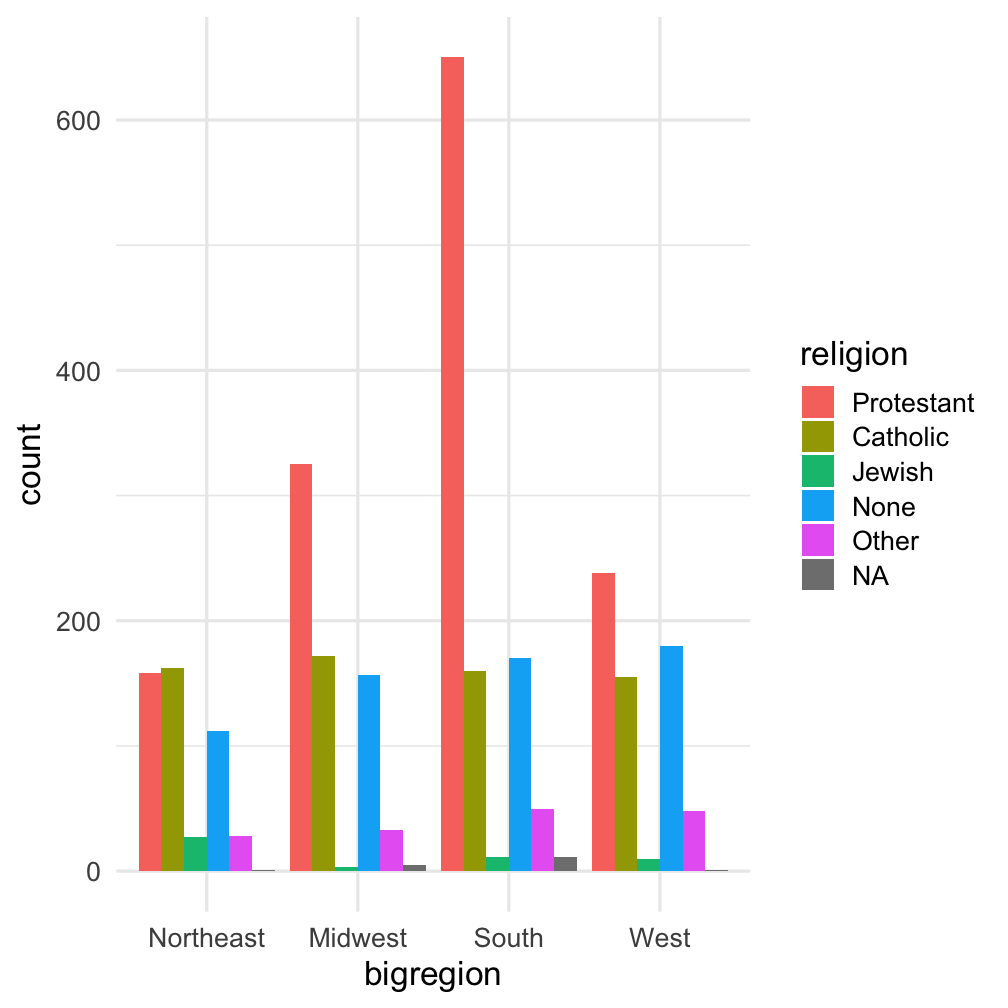 600
400
200
0
count
Northeast Midwest South West
bigregion
religion
Protestant
Catholic
Jewish
None
Other
NA